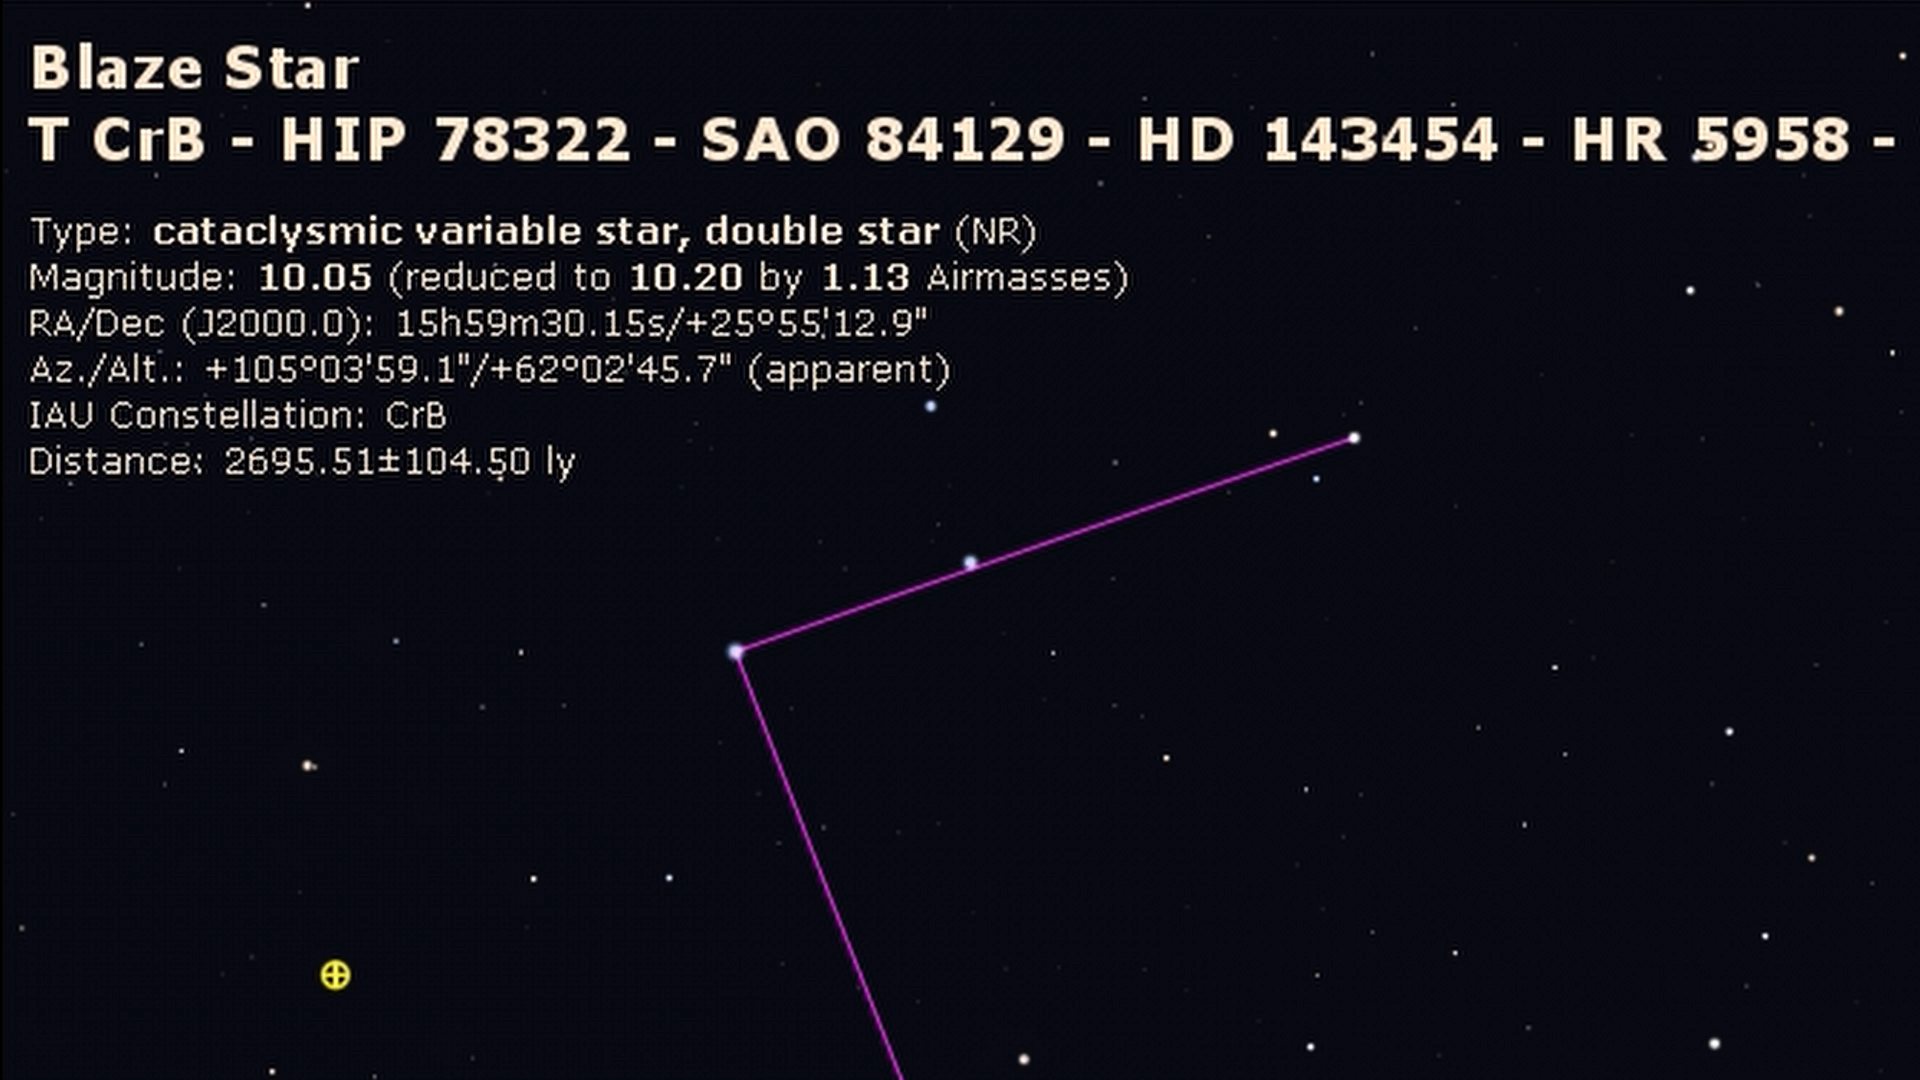 Blaze Star
T CrB - HIP 78322 - SAO 84129 - HD 143454 - HR 5958 -
Type: cataclysmic variable star, double star (NR)
Magnitude: 10.05 (reduced to 10.20 by 1.13 Airmasses)
RA/Dec (J2000.0): 15h59m30.15s/+25°55'12.9"
Az./Alt.: +105°03'59.1"/+62°02'45.7" (apparent)
IAU Constellation: CrB
Distance: 2695.51±104.50 ly